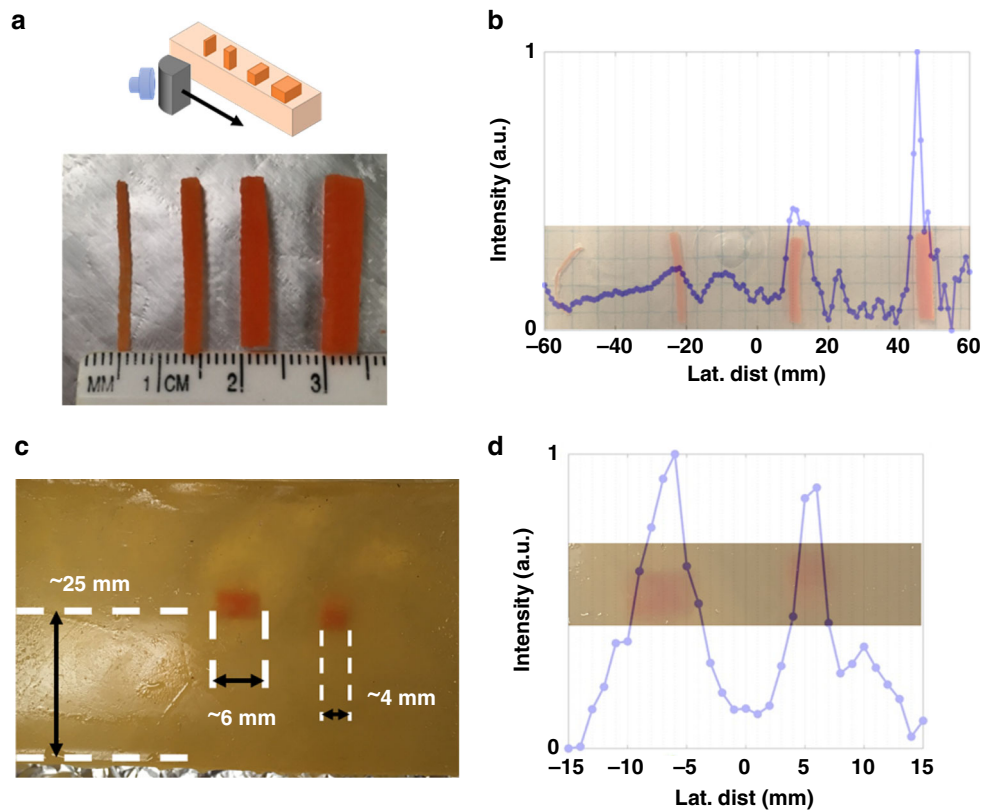 a
MM 1 CM 2 3
b
1
Intensity (a.u.)
0
–60 –40 –20 0 20 40 60
Lat. dist (mm)
c
~25 mm
~6 mm
~4 mm
d
1
Intensity (a.u.)
0
–15 –10 –5 0 5 10 15
Lat. dist (mm)